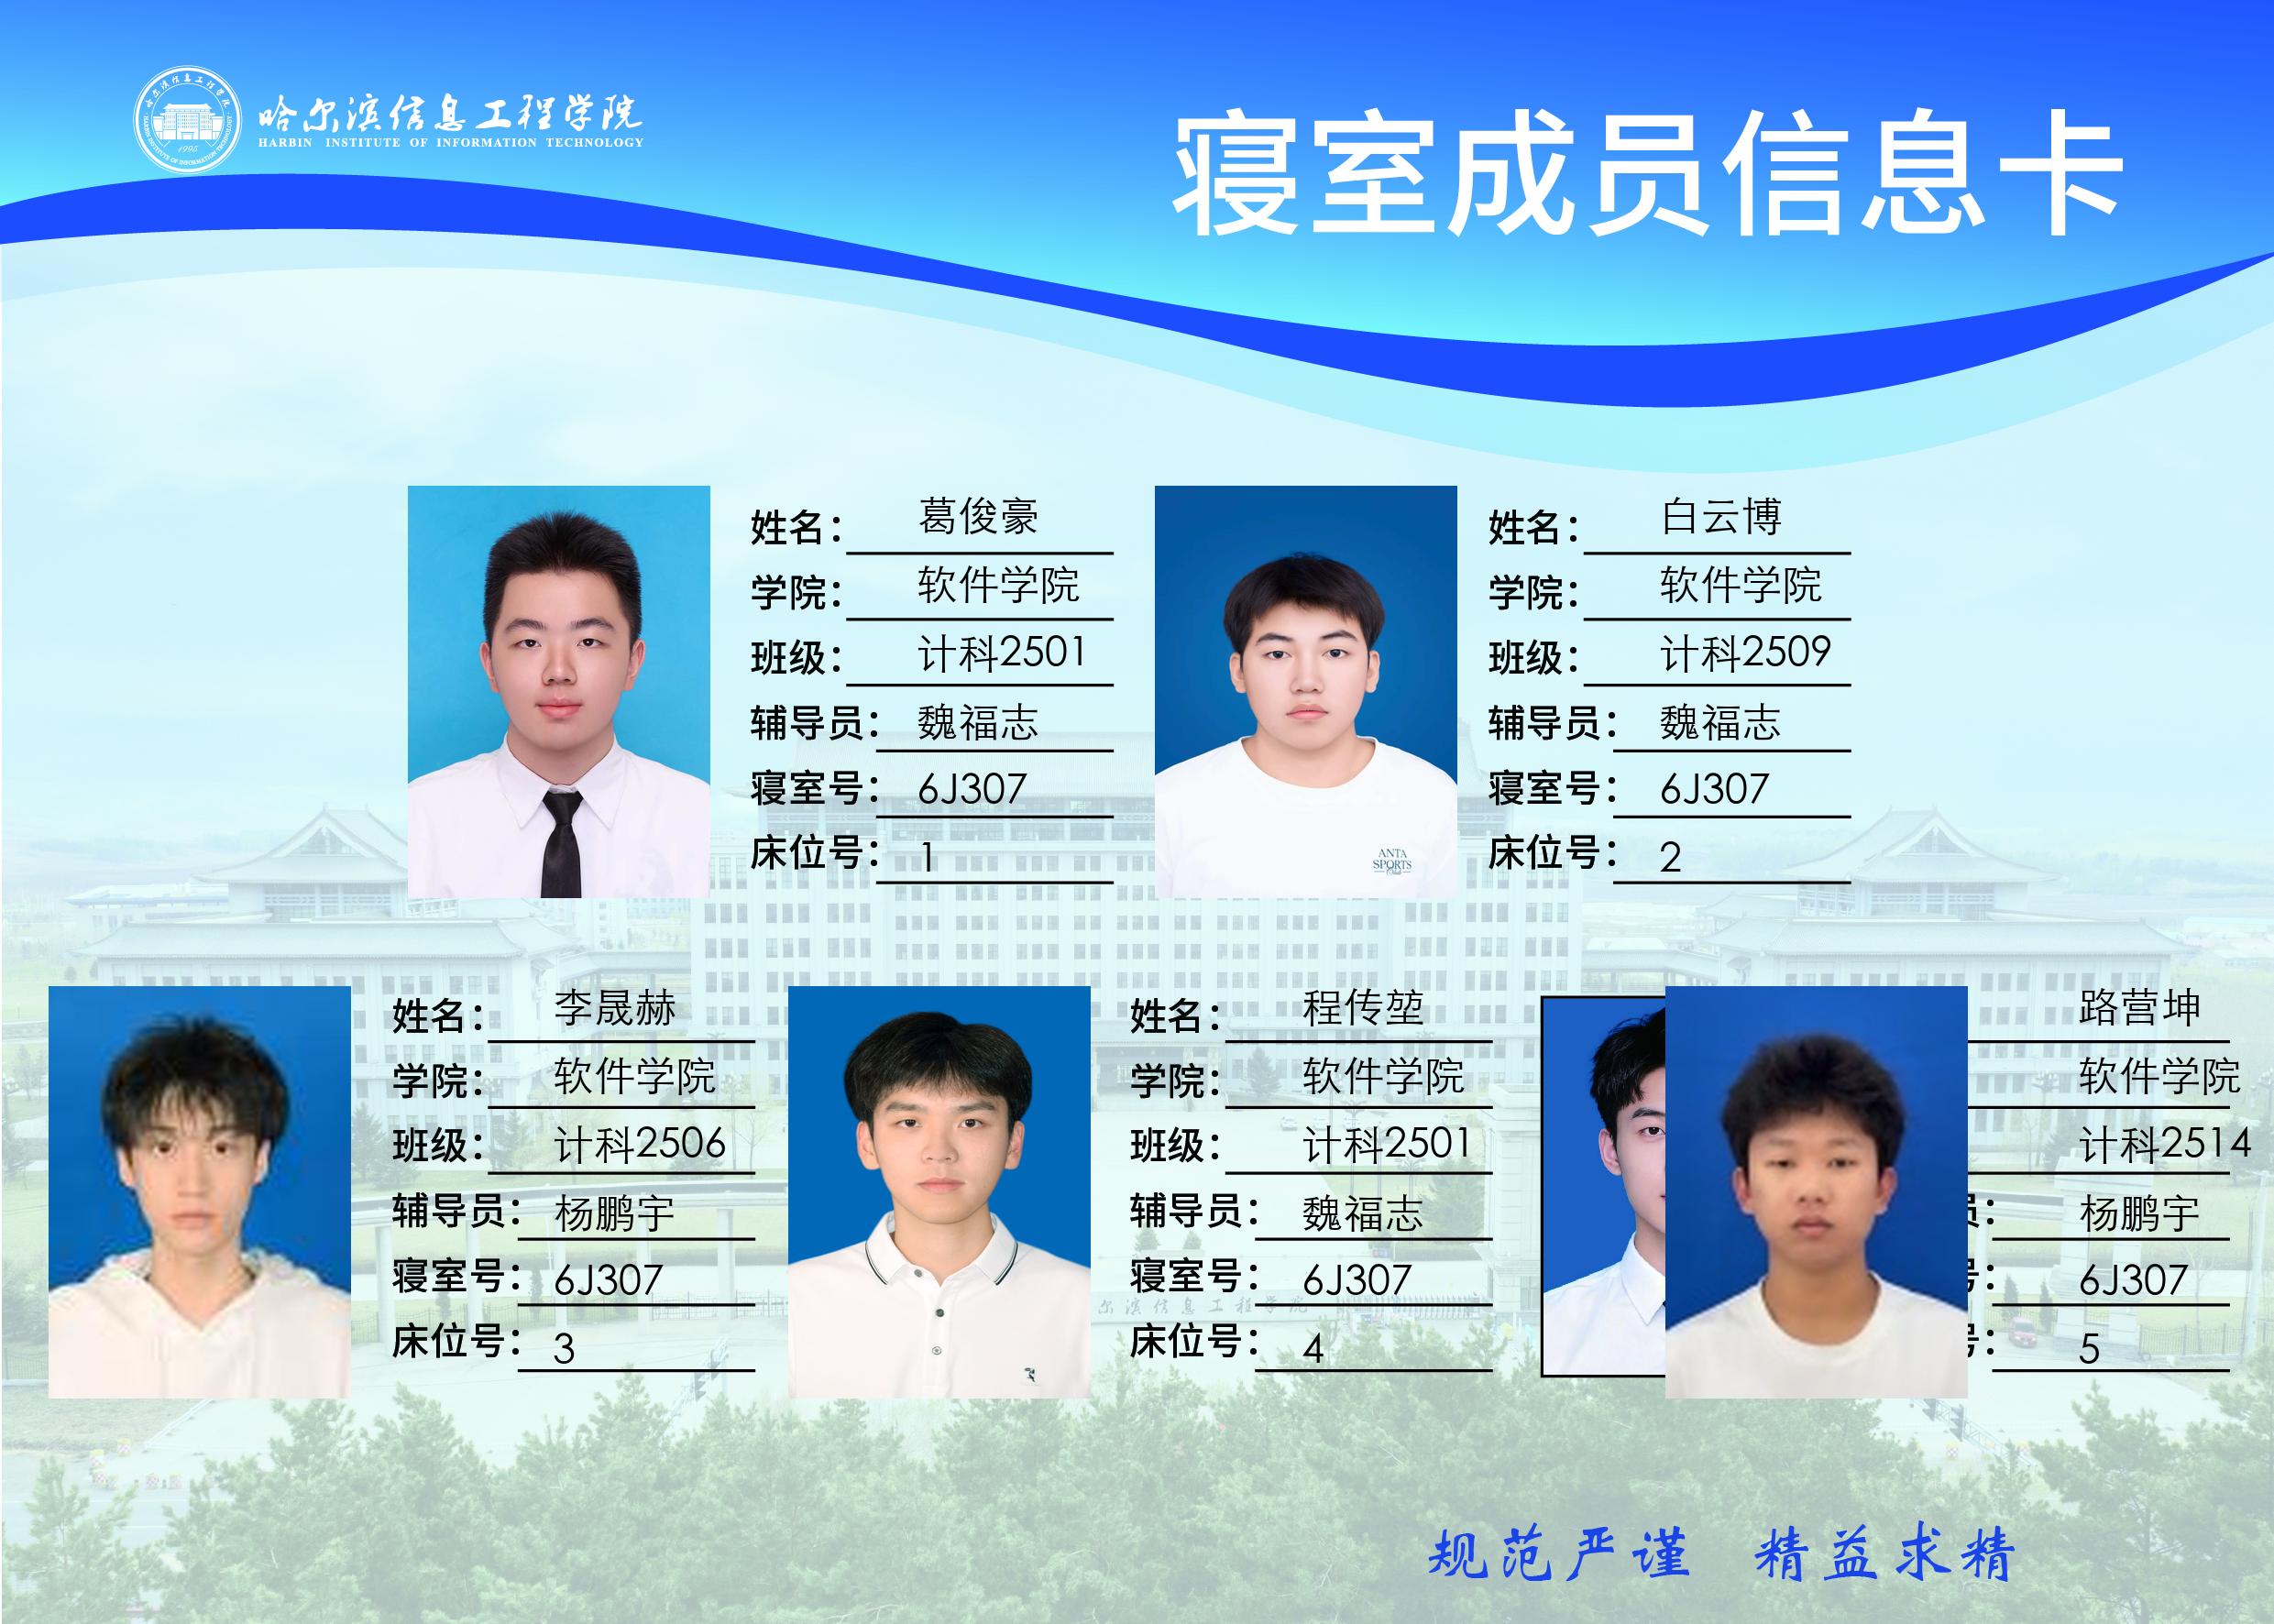 哈尔滨信息工程学院
HARBIN INSTITUTE OF INFORMATION TECHNOLOGY
1995
寝室成员信息卡
姓名: 葛俊豪
学院: 软件学院
班级: 计科2501
辅导员: 魏福志
寝室号: 6J307
床位号: 1
ANTA
SPORTS
姓名: 白云博
学院: 软件学院
班级: 计科2509
辅导员: 魏福志
寝室号: 6J307
床位号: 2
姓名: 李晟赫
学院: 软件学院
班级: 计科2506
辅导员: 杨鹏宇
寝室号: 6J307
床位号: 3
姓名: 程传堃
学院: 软件学院
班级: 计科2501
辅导员: 魏福志
寝室号: 6J307
床位号: 4
路营坤
软件学院
计科2514
员: 杨鹏宇
号: 6J307
号: 5
尔滨信息工程学院
规范严谨 精益求精